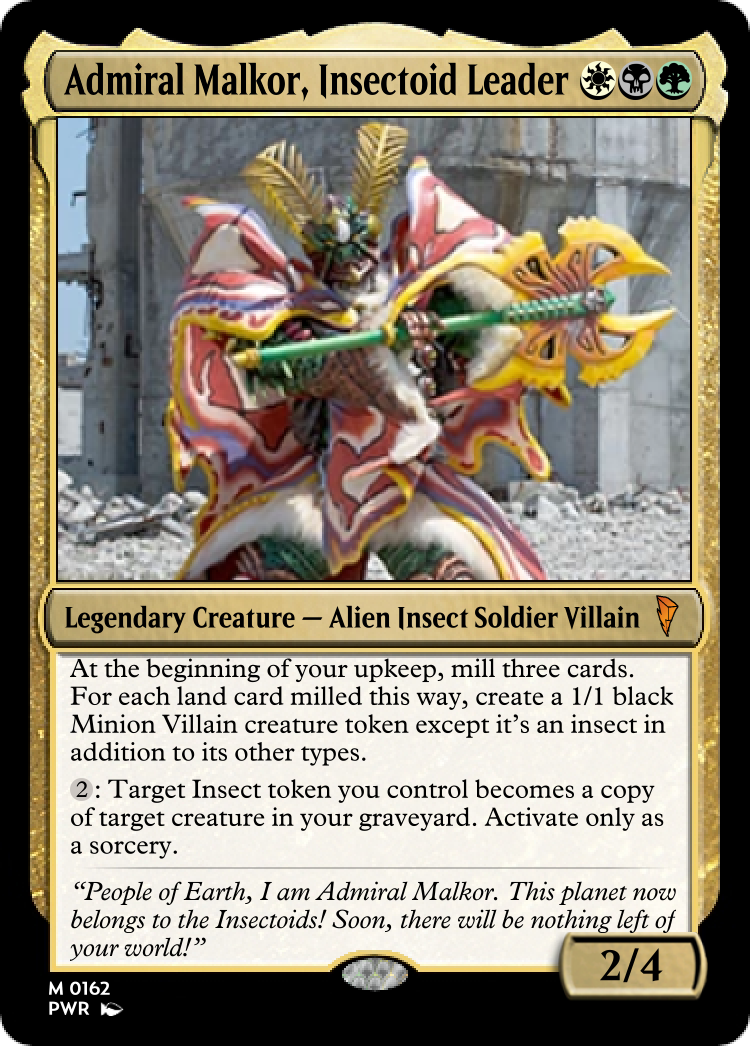 Admiral Malkor, Insectoid Leader
Legendary Creature — Alien Insect Soldier Villain
At the beginning of your upkeep, mill three cards.
For each land card milled this way, create a 1/1 black
Minion Villain creature token except it’s an insect in
addition to its other types.
2: Target Insect token you control becomes a copy
of target creature in your graveyard. Activate only as
a sorcery.
“People of Earth, I am Admiral Malkor. This planet now
belongs to the Insectoids! Soon, there will be nothing left of
your world!”
2/4
M 0162
PWR